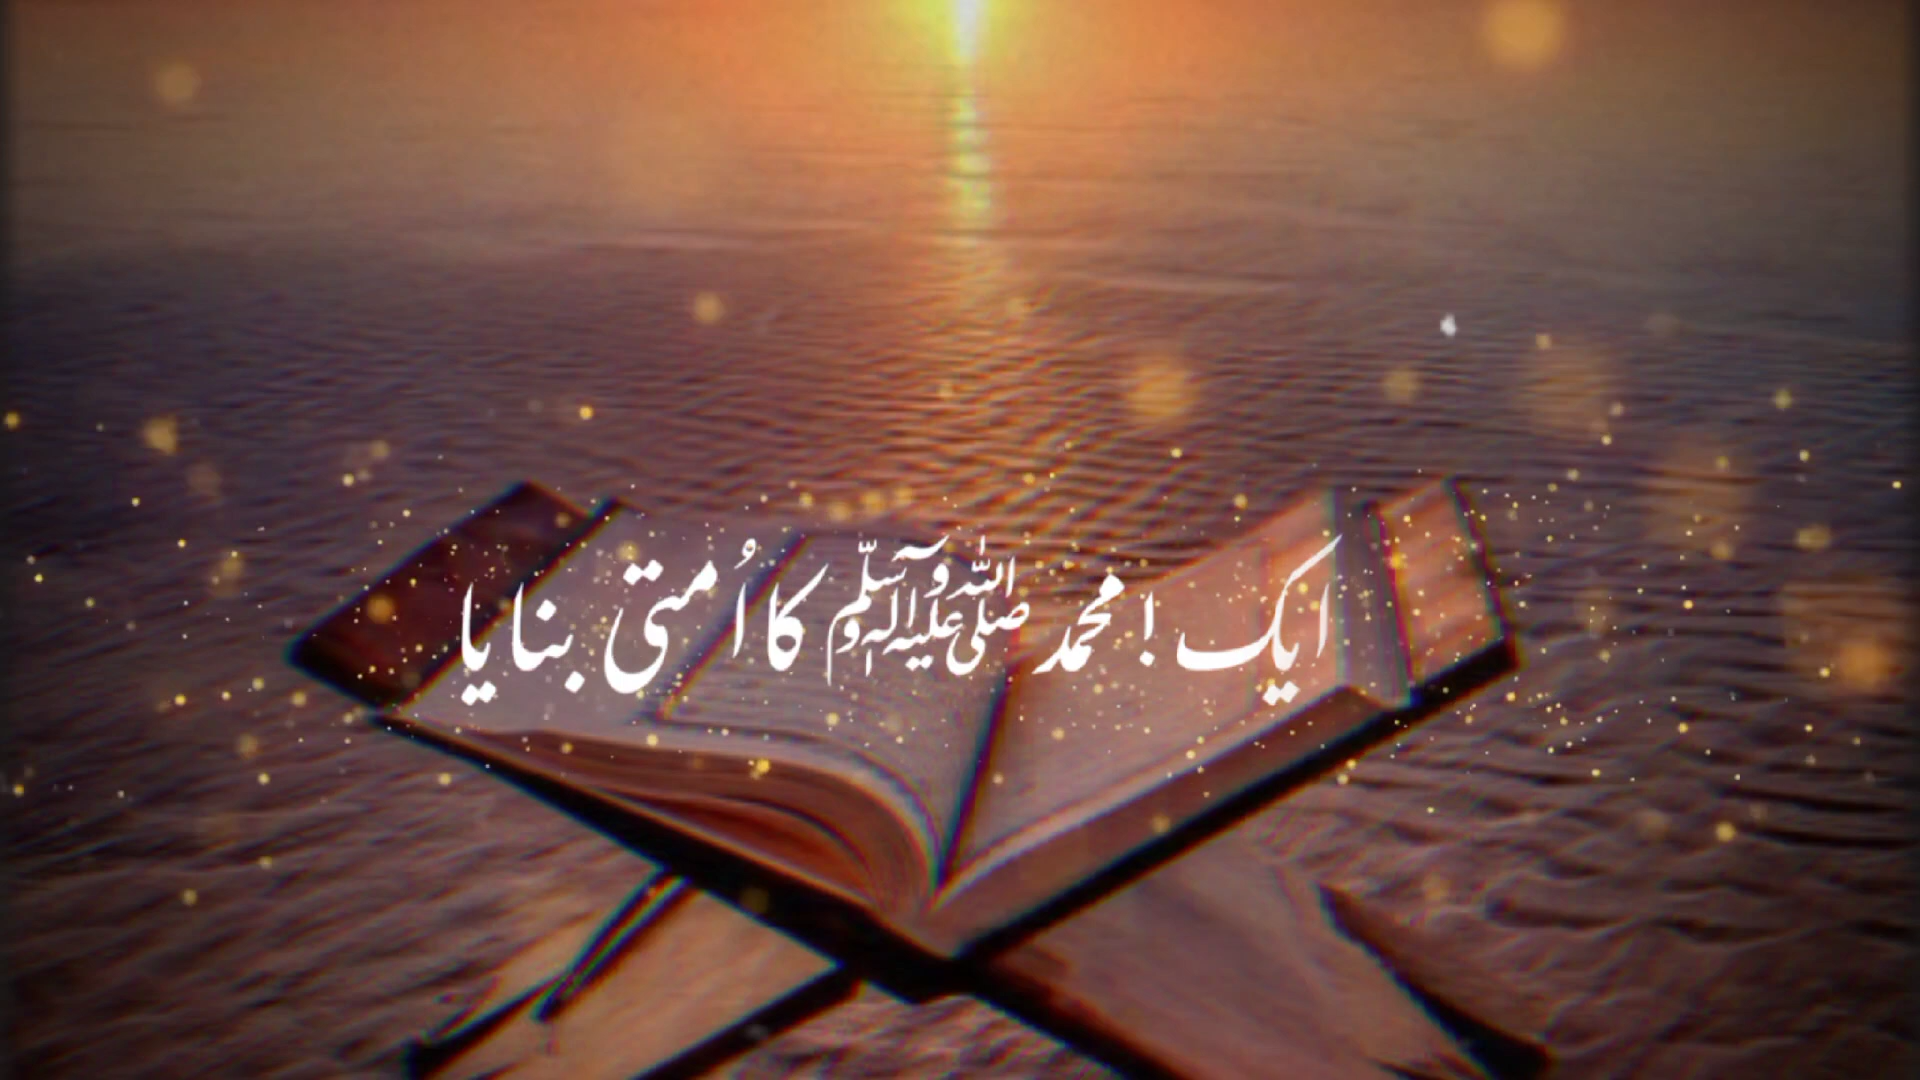 ایک ! محمد صلی اللہ علیہ وآلہ وسلم کا اُمتی بنایا